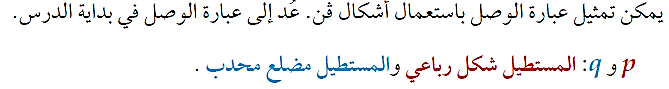 يمكن تمثيل عبارة الوصل باستعمال أشكال ڤن. عُد إلى عبارة الوصل في بداية الدرس.
p و q: المستطيل شكل رباعي والمستطيل مضلع محدب .